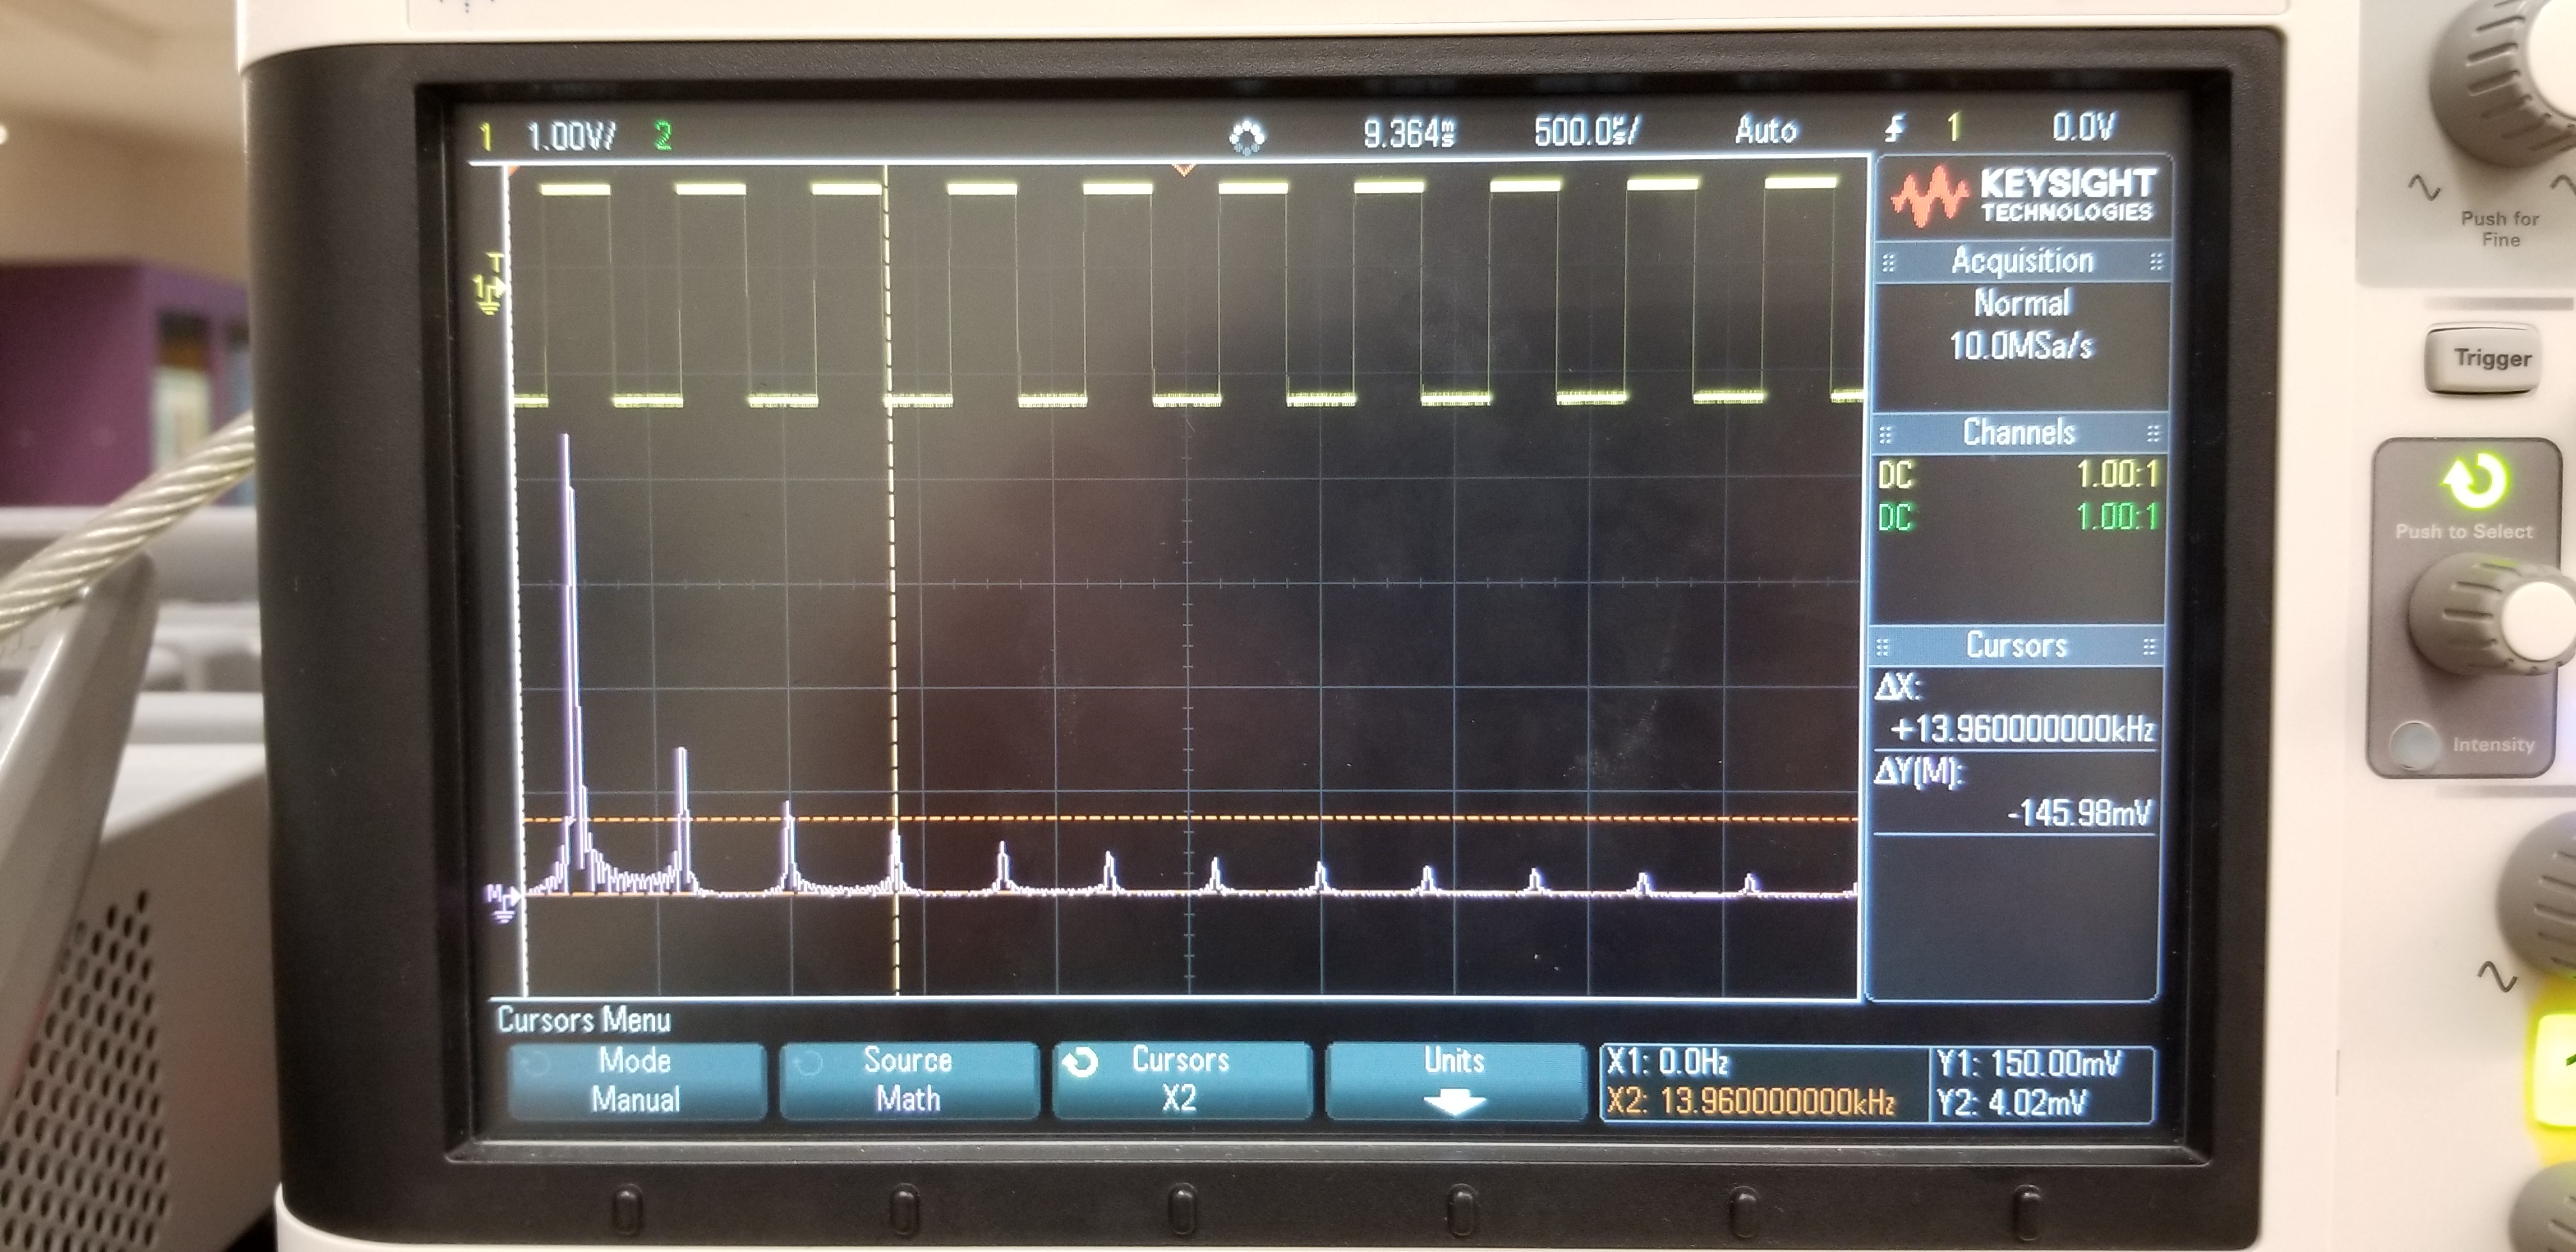 1 1.00V/ 2 9.364ms 500.0µs/ Auto 1 0.0V
KEYSIGHT
TECHNOLOGIES
Acquisition
Normal
10.0MSa/s
Channels
DC 1.00:1
DC 1.00:1
Cursors
ΔX:
+13.960000000kHz
ΔY(M):
-145.98mV
T
1
M
Cursors Menu
Mode
Manual
Source
Math
Cursors
X2
Units
X1: 0.0Hz
X2: 13.960000000kHz
Y1: 150.00mV
Y2: 4.02mV
Push for
Fine
Trigger
Push to Select
Intensity